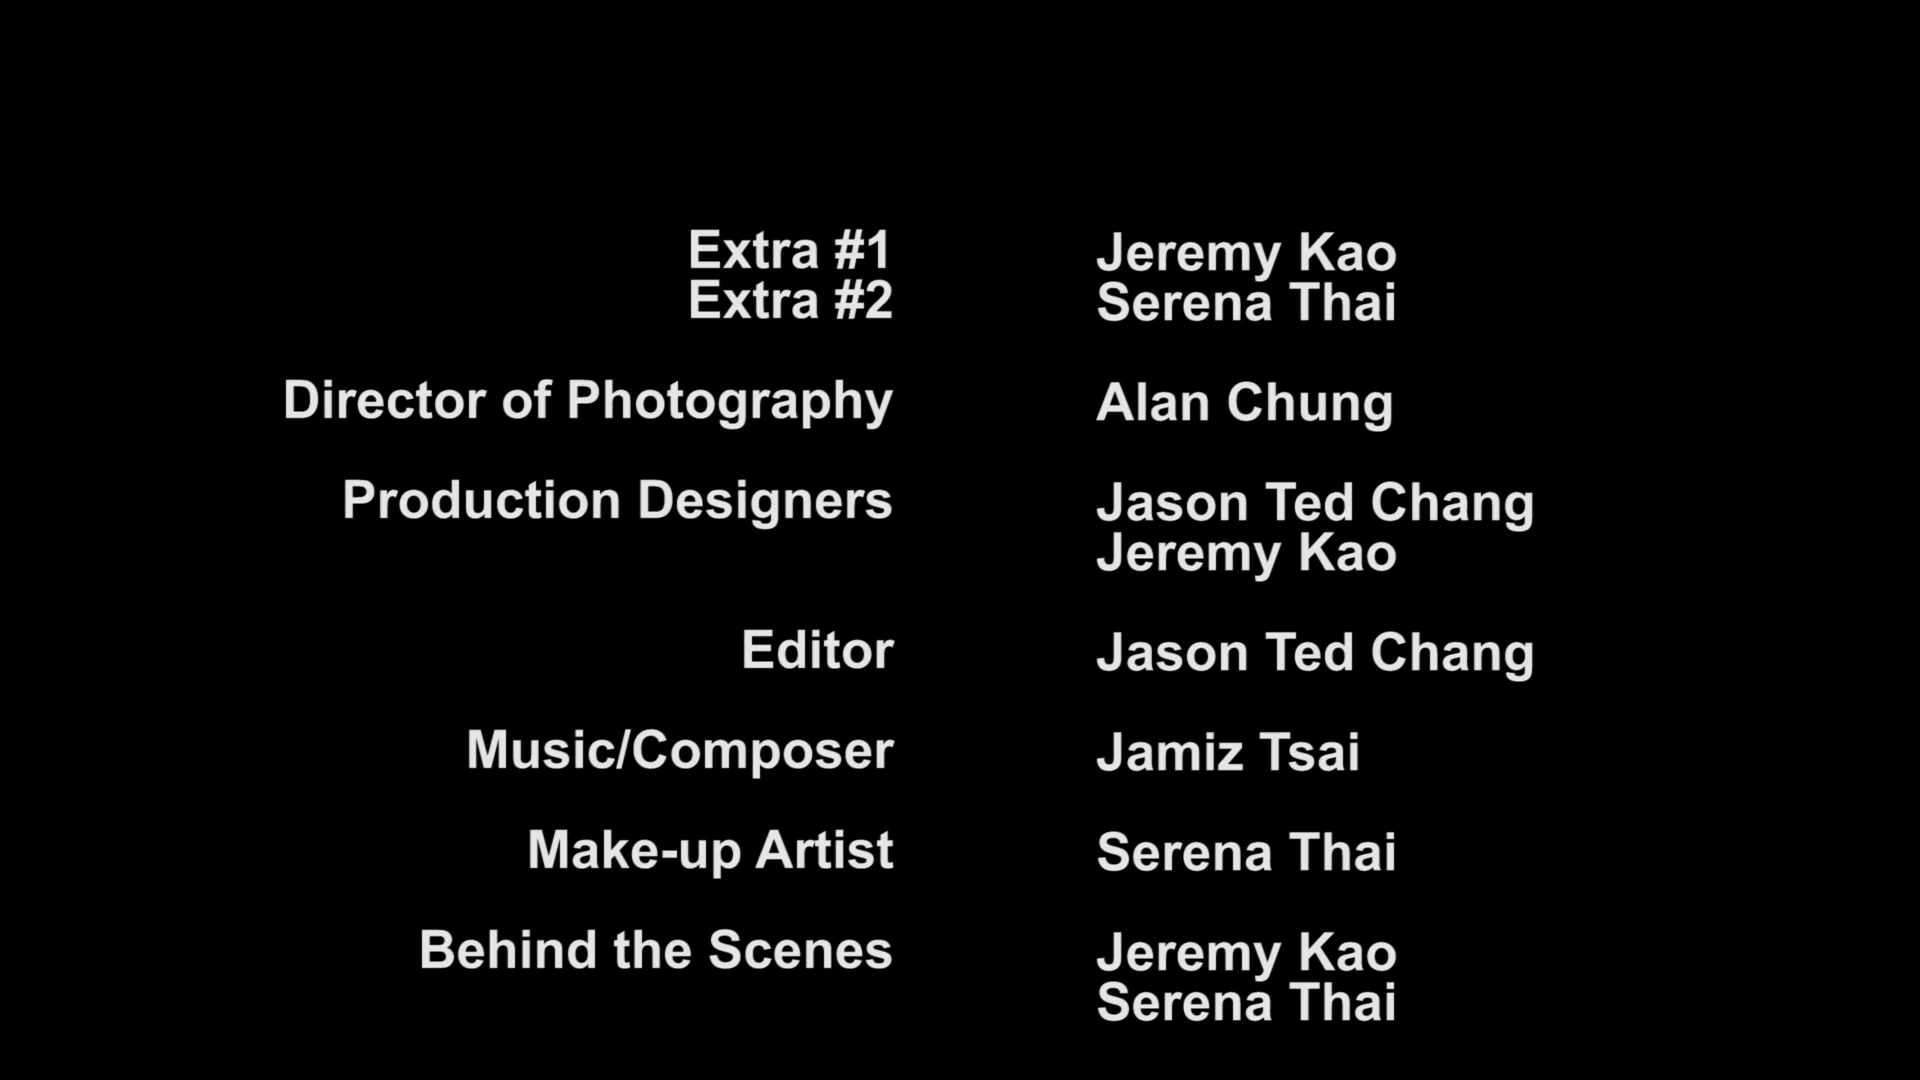 Extra #1 Jeremy Kao
Extra #2 Serena Thai
Director of Photography Alan Chung
Production Designers Jason Ted Chang
Jeremy Kao
Editor Jason Ted Chang
Music/Composer Jamiz Tsai
Make-up Artist Serena Thai
Behind the Scenes Jeremy Kao
Serena Thai